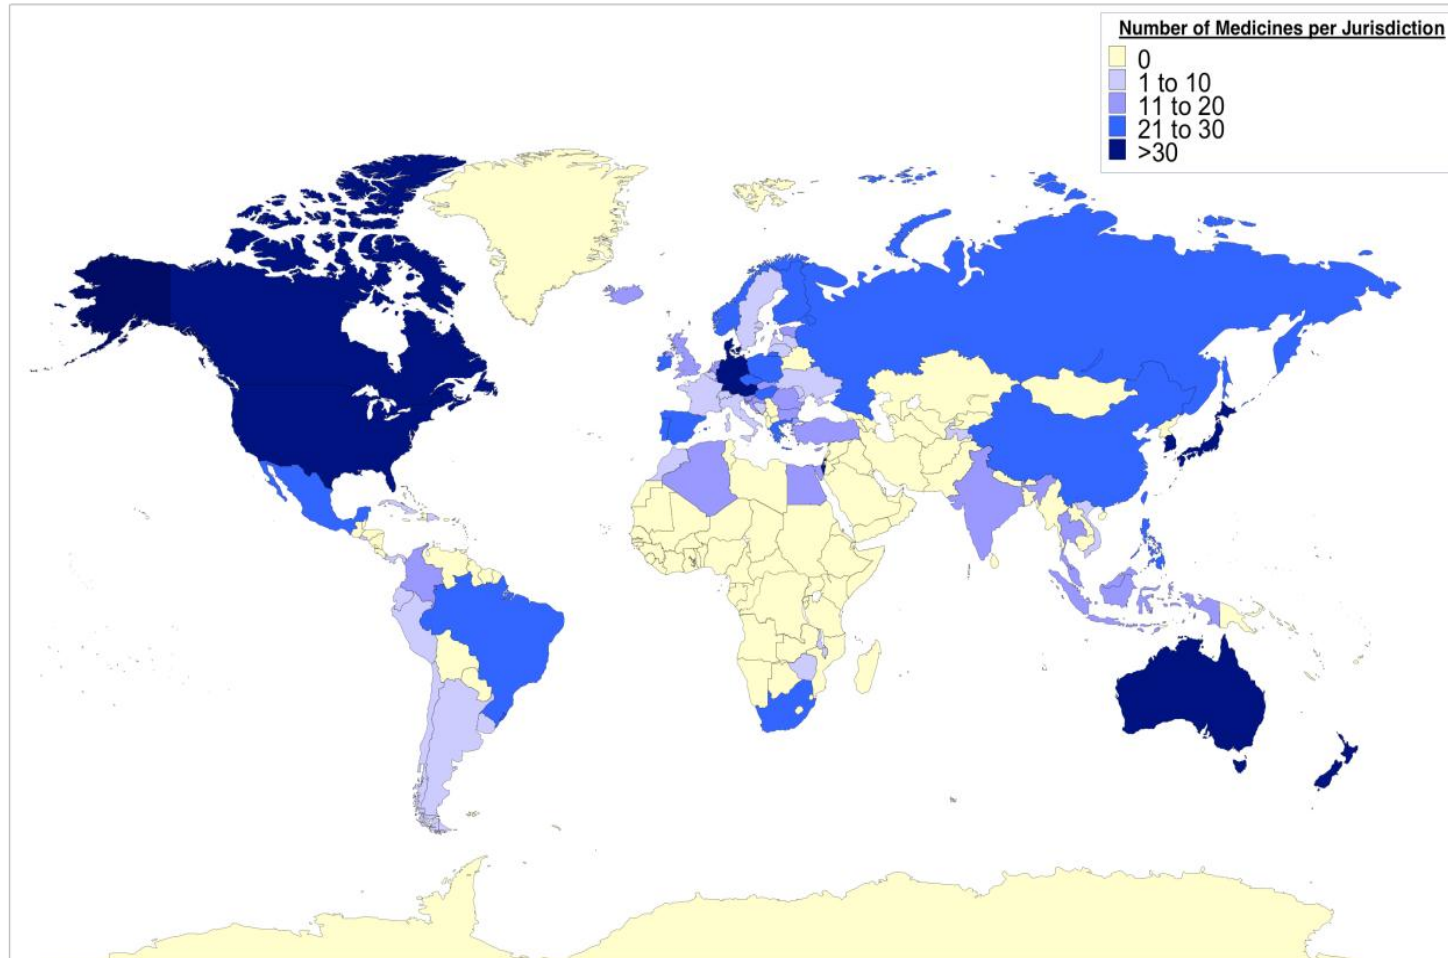 Number of Medicines per Jurisdiction
0
1 to 10
11 to 20
21 to 30
>30